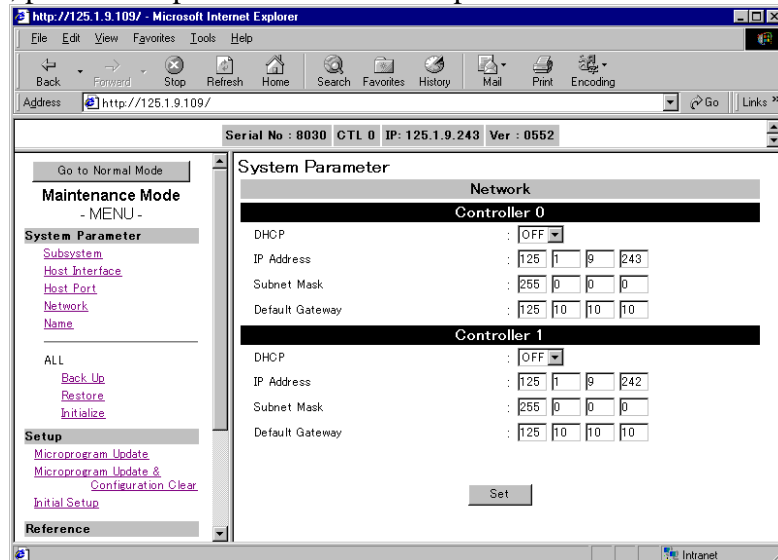 http://125.1.9.109/ - Microsoft Internet Explorer
File Edit View Favorites Tools Help
Back Forward Stop Refresh Home Search Favorites History Mail Print Encoding
Address http://125.1.9.109/ Go Links »
Serial No : 8030 CTL 0 IP: 125.1.9.243 Ver : 0552
Go to Normal Mode
Maintenance Mode
- MENU -
System Parameter
Subsystem
Host Interface
Host Port
Network
Name
ALL
Back Up
Restore
Initialize
Setup
Microprogram Update
Microprogram Update &
Configuration Clear
Initial Setup
Reference
System Parameter
Network
Controller 0
DHCP : OFF
IP Address : 125 1 9 243
Subnet Mask : 255 0 0 0
Default Gateway : 125 10 10 10
Controller 1
DHCP : OFF
IP Address : 125 1 9 242
Subnet Mask : 255 0 0 0
Default Gateway : 125 10 10 10
Set
Intranet